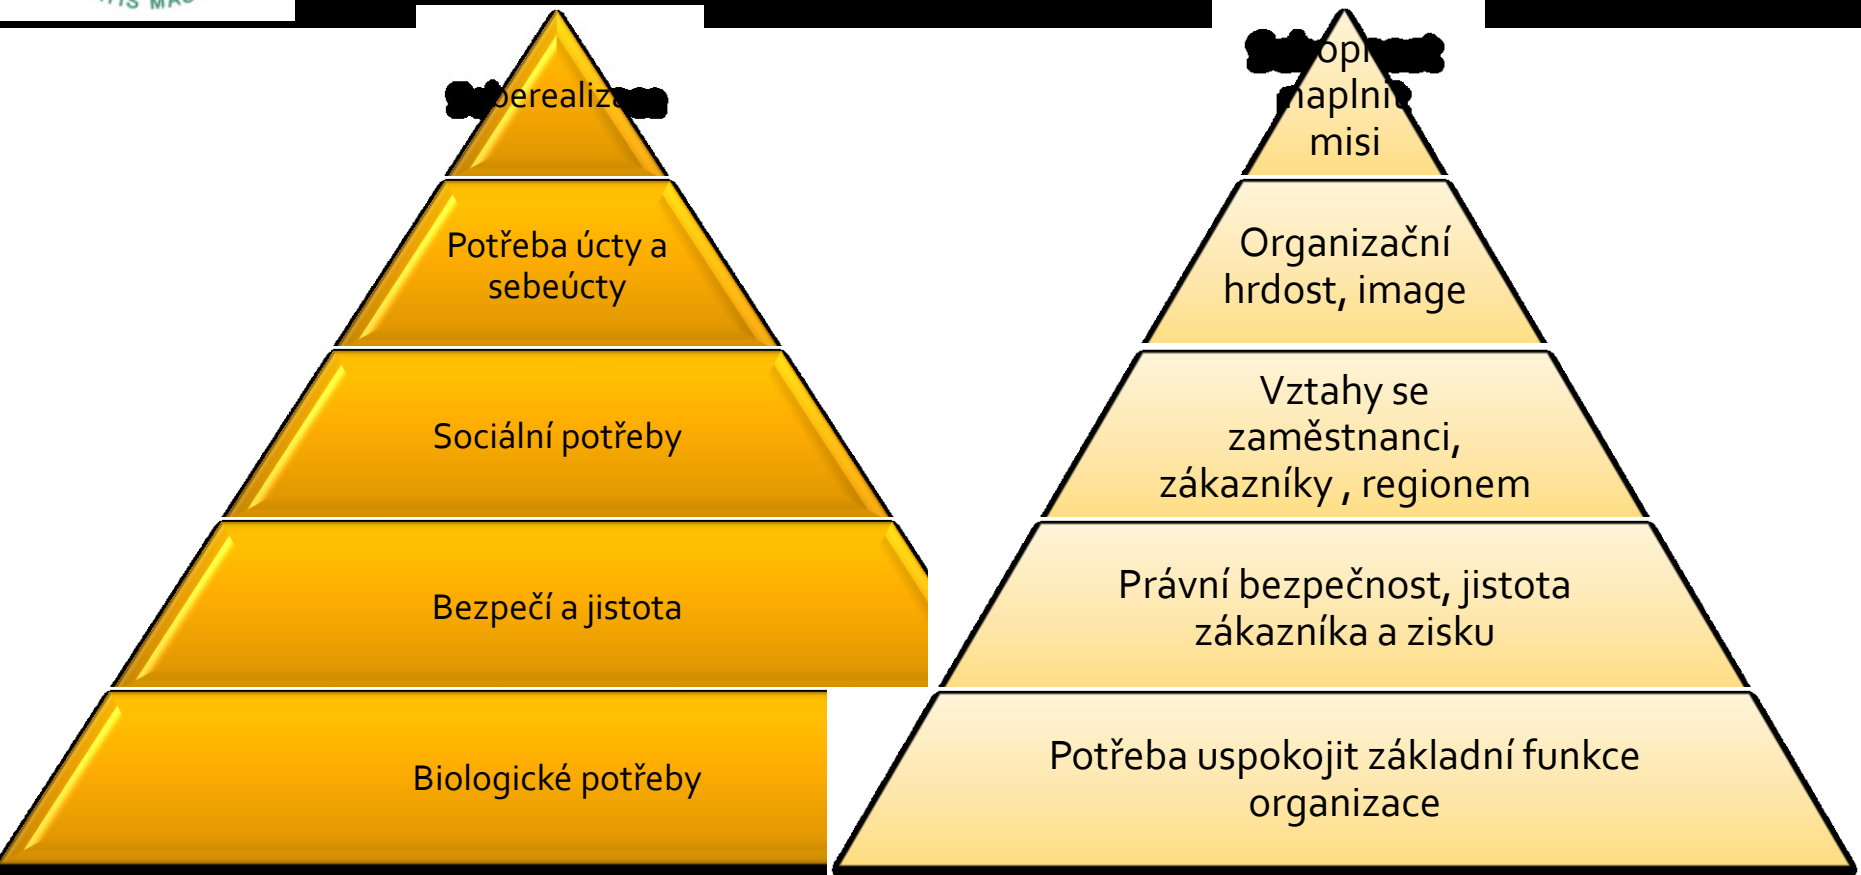 Potřeba úcty a
sebeúcty
Sociální potřeby
Bezpečí a jistota
Biologické potřeby
naplnit
misi
Organizační
hrdost, image
Vztahy se
zaměstnanci,
zákazníky , regionem
Právní bezpečnost, jistota
zákazníka a zisku
Potřeba uspokojit základní funkce
organizace